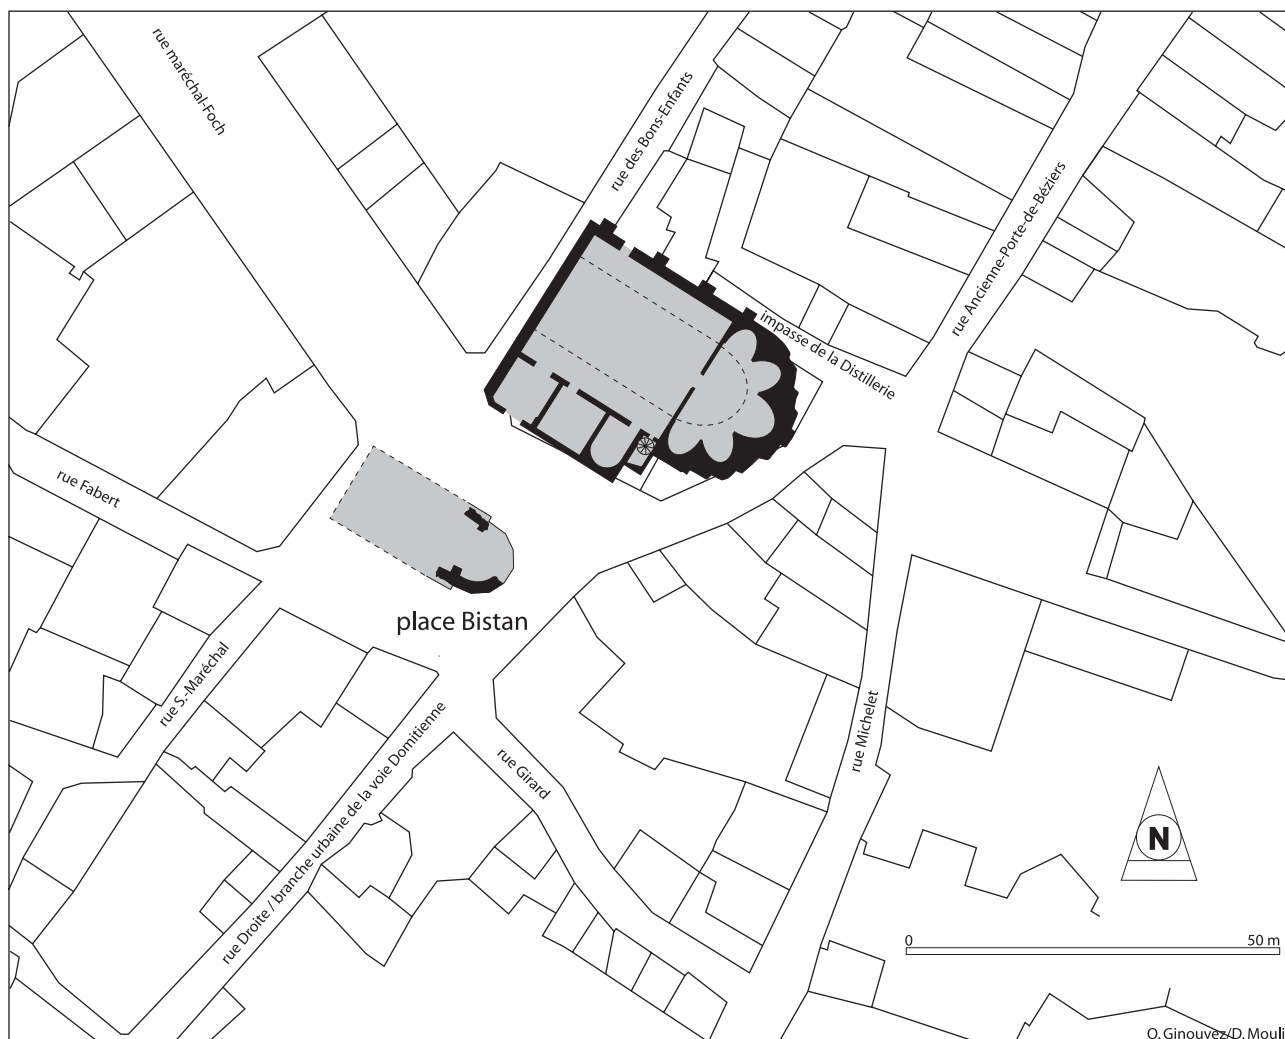 rue maréchal-Foch
rue des Bons-Enfants
rue Ancienne-Porte-de-Béziers
impasse de la Distillerie
rue Fabert
place Bistan
rue S.-Maréchal
rue Michelet
rue Girard
rue Droite / branche urbaine de la voie Domitienne
N
0 50 m
O. Ginouvez/D. Mouli